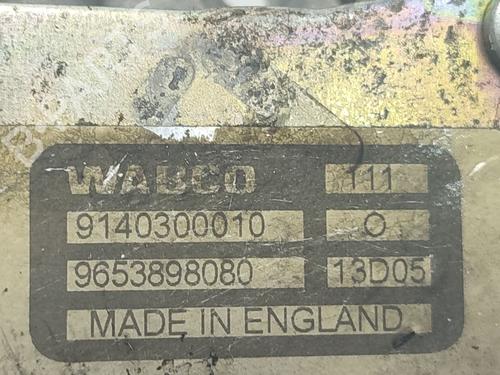 WABCO 111
9140300010 O
9653898080 13D05
MADE IN ENGLAND